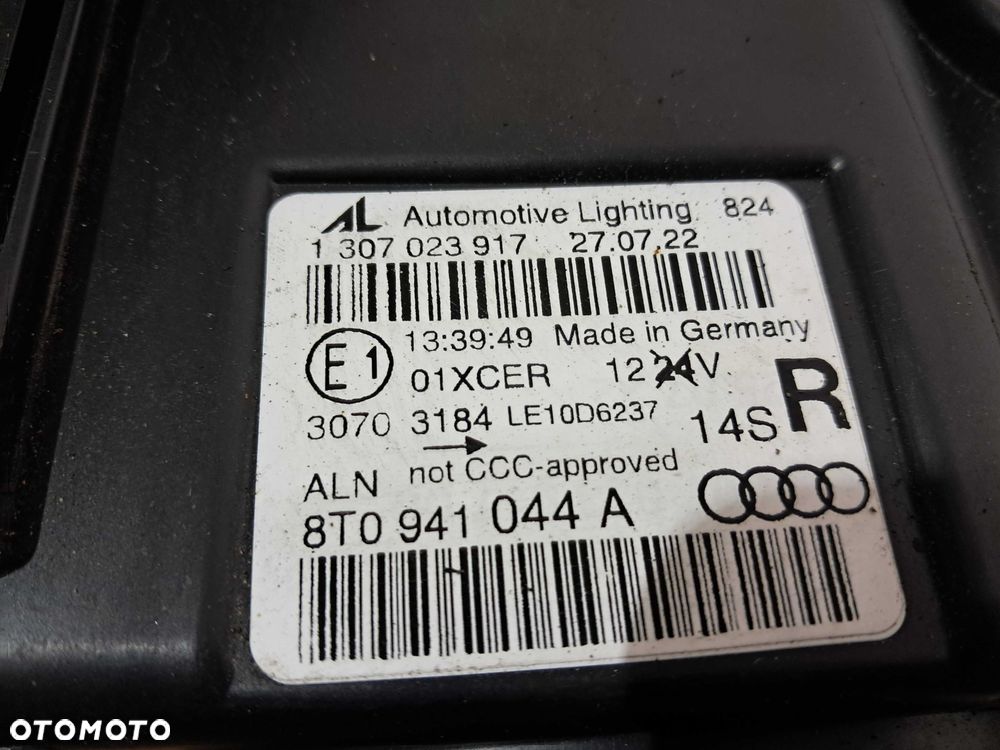 AL Automotive Lighting 824
1 307 023 917 27.07.22
E1 13:39:49 Made in Germany
01XCER 12 24V
R
3070 3184 LE10D6237 14S
ALN not CCC-approved
8T0 941 044 A
OTOMOTO